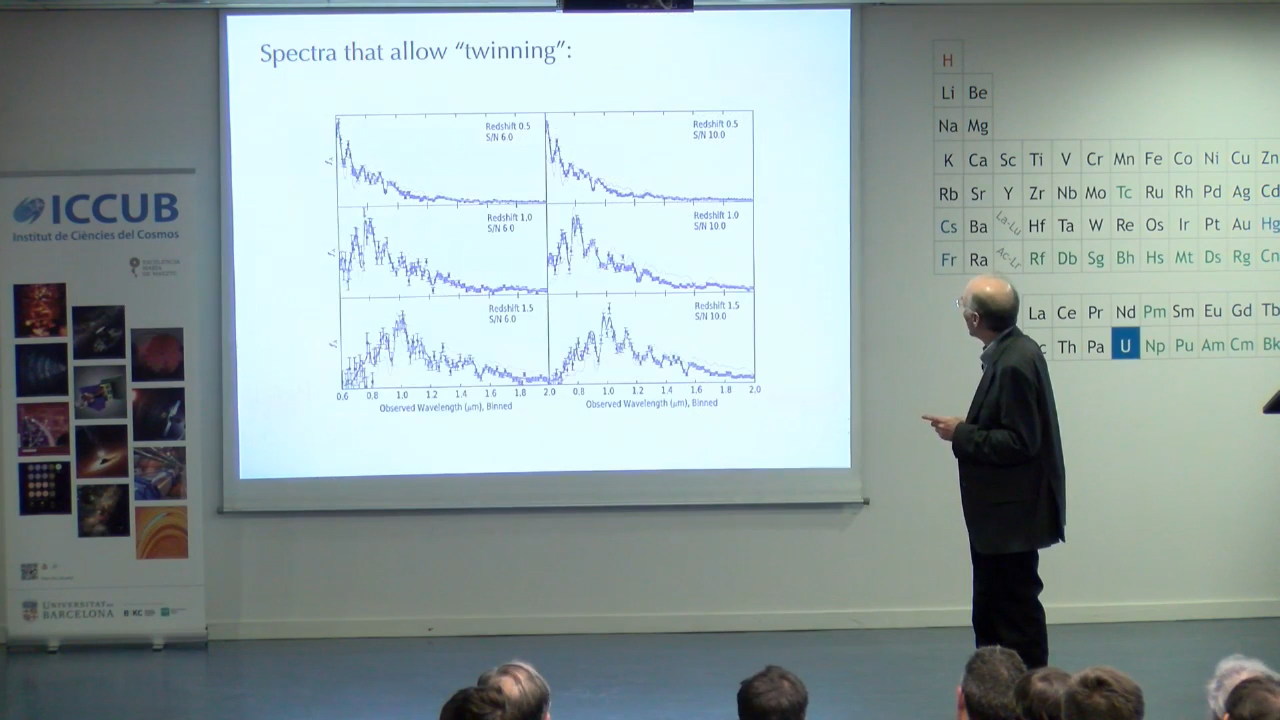 Spectra that allow “twinning”:
Redshift 0.5
S/N 6.0
Redshift 0.5
S/N 10.0
Redshift 1.0
S/N 6.0
Redshift 1.0
S/N 10.0
Redshift 1.5
S/N 6.0
Redshift 1.5
S/N 10.0
0.6 0.8 1.0 1.2 1.4 1.6 1.8 2.0 0.8 1.0 1.2 1.4 1.6 1.8 2.0
Observed Wavelength (μm), Binned
Observed Wavelength (μm), Binned
ICCUB
Institut de Ciències del Cosmos
UNIVERSITAT DE
BARCELONA
H
Li Be
Na Mg
K Ca Sc Ti V Cr Mn Fe Co Ni Cu Zn
Rb Sr Y Zr Nb Mo Tc Ru Rh Pd Ag Cd
Cs Ba La-Lu Hf Ta W Re Os Ir Pt Au Hg
Fr Ra Ac-Lr Rf Db Sg Bh Hs Mt Ds Rg Cn
La Ce Pr Nd Pm Sm Eu Gd Tb
Th Pa U Np Pu Am Cm Bk